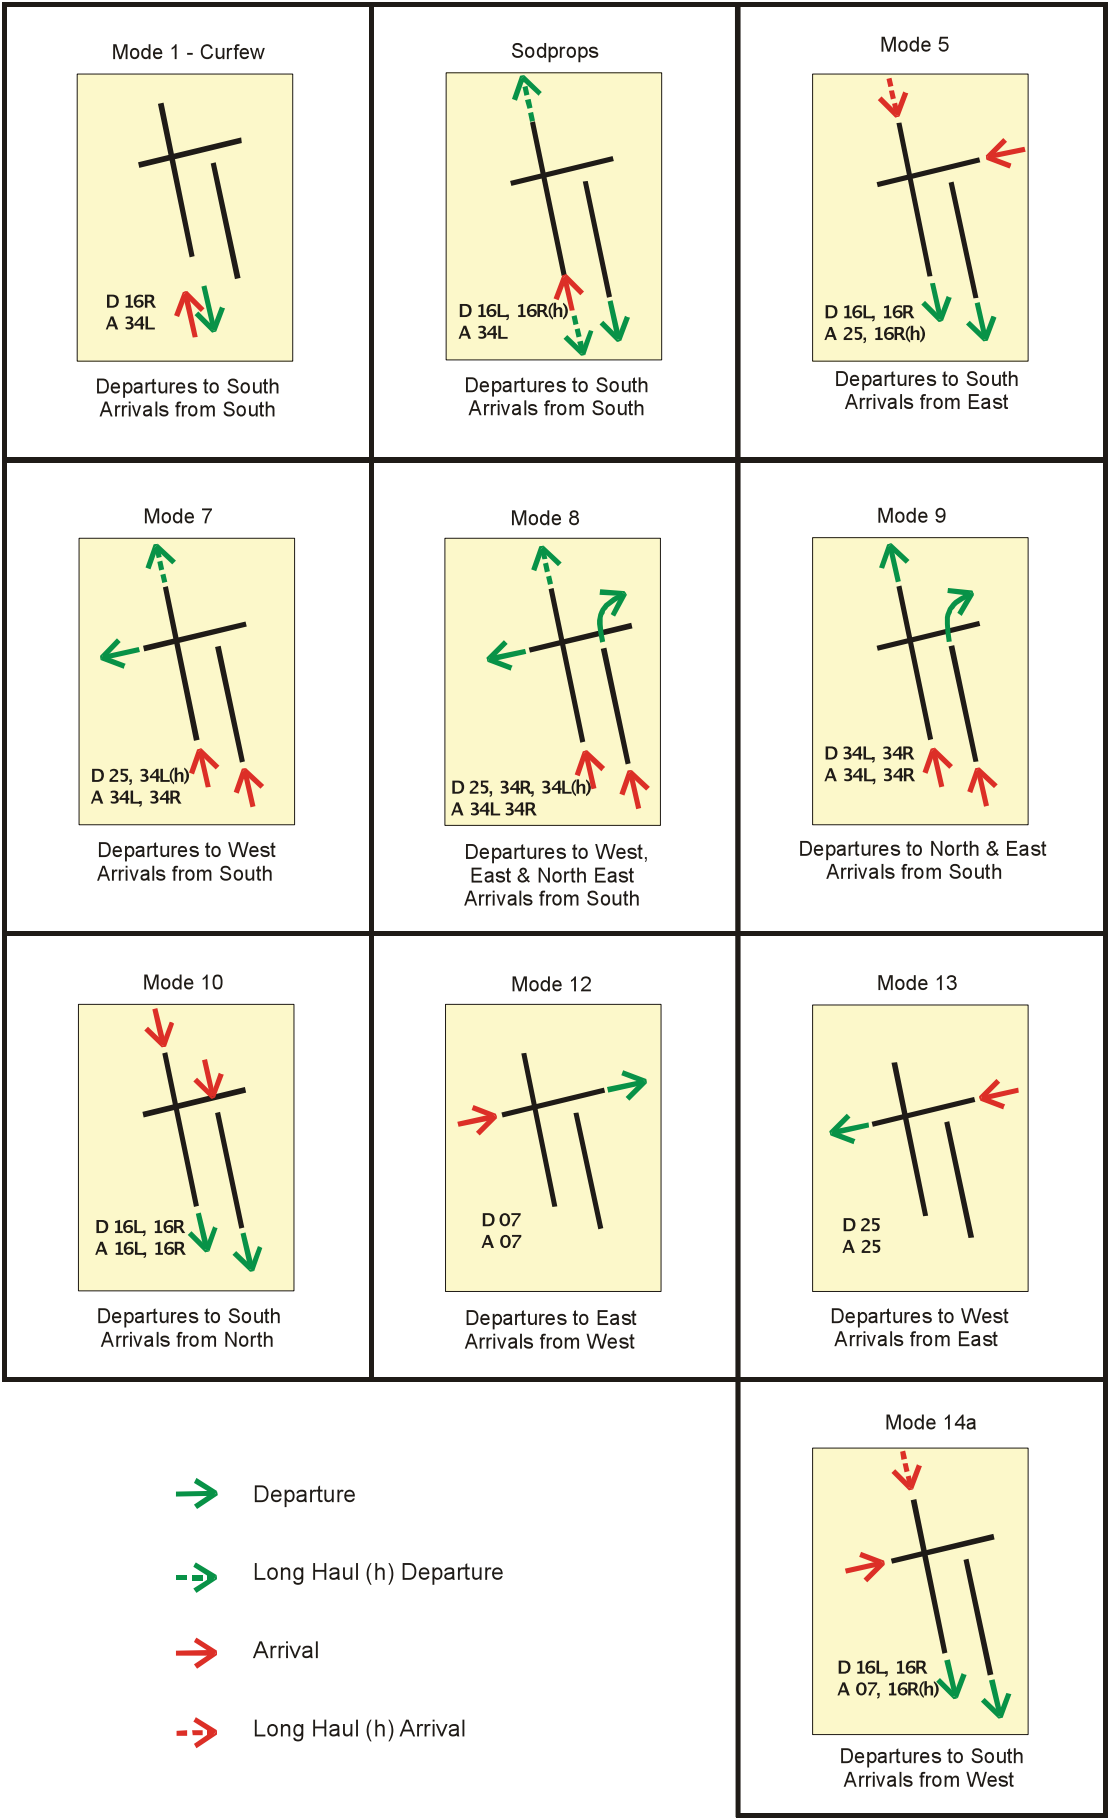 Mode 1 - Curfew
D 16R
A 34L
Departures to South
Arrivals from South
Sodprops
D 16L, 16R(h)
A 34L
Departures to South
Arrivals from South
Mode 5
D 16L, 16R
A 25, 16R(h)
Departures to South
Arrivals from East
Mode 7
D 25, 34L(h)
A 34L, 34R
Departures to West
Arrivals from South
Mode 8
D 25, 34R, 34L(h)
A 34L 34R
Departures to West,
East & North East
Arrivals from South
Mode 9
D 34L, 34R
A 34L, 34R
Departures to North & East
Arrivals from South
Mode 10
D 16L, 16R
A 16L, 16R
Departures to South
Arrivals from North
Mode 12
D 07
A 07
Departures to East
Arrivals from West
Mode 13
D 25
A 25
Departures to West
Arrivals from East
Mode 14a
D 16L, 16R
A 07, 16R(h)
Departures to South
Arrivals from West
Departure
Long Haul (h) Departure
Arrival
Long Haul (h) Arrival